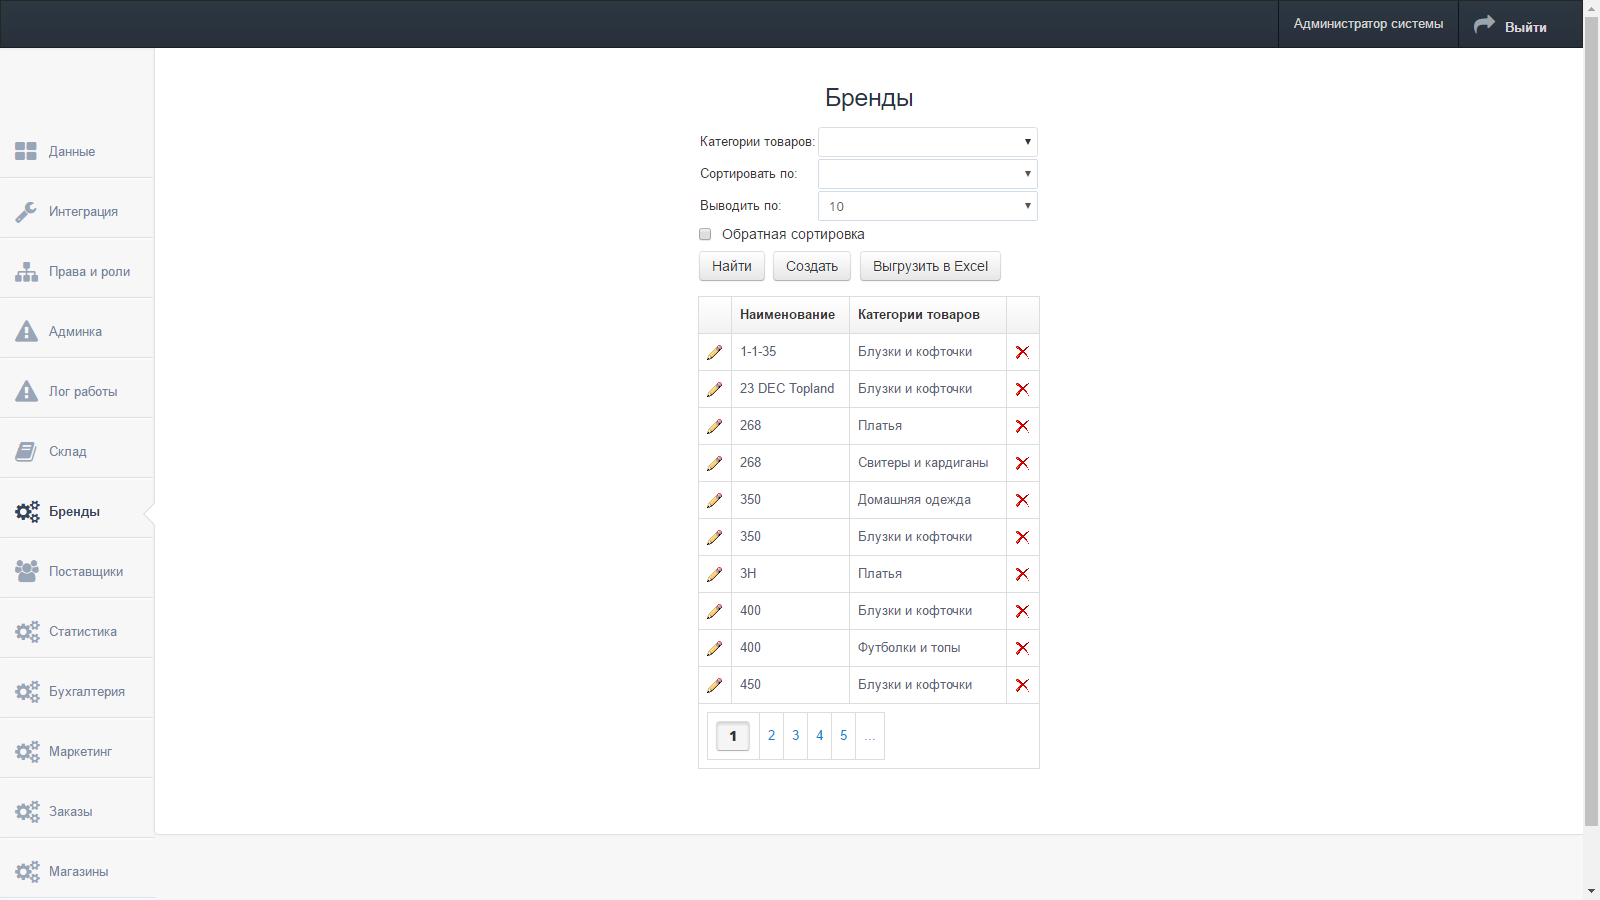 Администратор системы
Выйти
Данные
Интеграция
Права и роли
Админка
Лог работы
Склад
Бренды
Поставщики
Статистика
Бухгалтерия
Маркетинг
Заказы
Магазины
Бренды
Категории товаров:
Сортировать по:
Выводить по: 10
Обратная сортировка
Найти Создать Выгрузить в Excel
Наименование Категории товаров
1-1-35 Блузки и кофточки
23 DEC Topland Блузки и кофточки
268 Платья
268 Свитеры и кардиганы
350 Домашняя одежда
350 Блузки и кофточки
3H Платья
400 Блузки и кофточки
400 Футболки и топы
450 Блузки и кофточки
1 2 3 4 5 ...